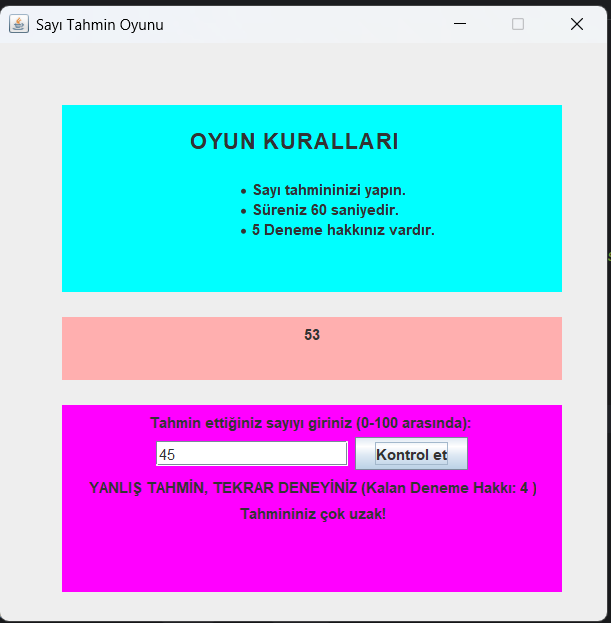 Sayı Tahmin Oyunu
OYUN KURALLARI
• Sayı tahmininizi yapın.
• Süreniz 60 saniyedir.
• 5 Deneme hakkınız vardır.
53
Tahmin ettiğiniz sayıyı giriniz (0-100 arasında):
45 Kontrol et
YANLIŞ TAHMİN, TEKRAR DENEYİNİZ (Kalan Deneme Hakkı: 4 )
Tahmininiz çok uzak!